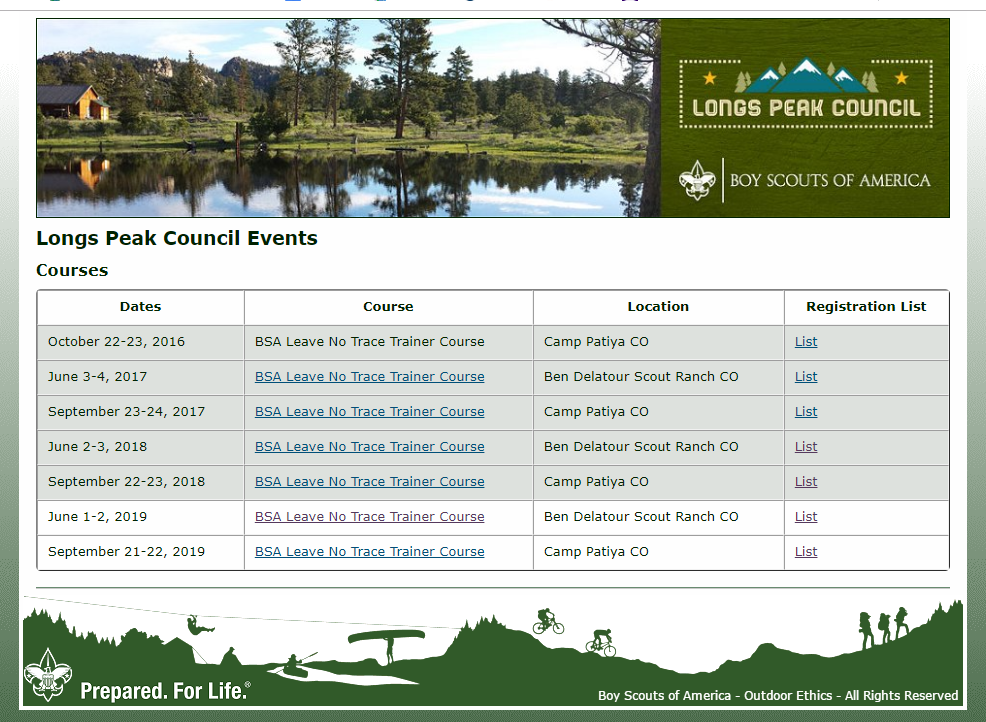 LONGS PEAK COUNCIL
BOY SCOUTS OF AMERICA
Longs Peak Council Events
Courses
Dates Course Location Registration List
October 22-23, 2016 BSA Leave No Trace Trainer Course Camp Patiya CO List
June 3-4, 2017 BSA Leave No Trace Trainer Course Ben Delatour Scout Ranch CO List
September 23-24, 2017 BSA Leave No Trace Trainer Course Camp Patiya CO List
June 2-3, 2018 BSA Leave No Trace Trainer Course Ben Delatour Scout Ranch CO List
September 22-23, 2018 BSA Leave No Trace Trainer Course Camp Patiya CO List
June 1-2, 2019 BSA Leave No Trace Trainer Course Ben Delatour Scout Ranch CO List
September 21-22, 2019 BSA Leave No Trace Trainer Course Camp Patiya CO List
Prepared. For Life.®
Boy Scouts of America - Outdoor Ethics - All Rights Reserved